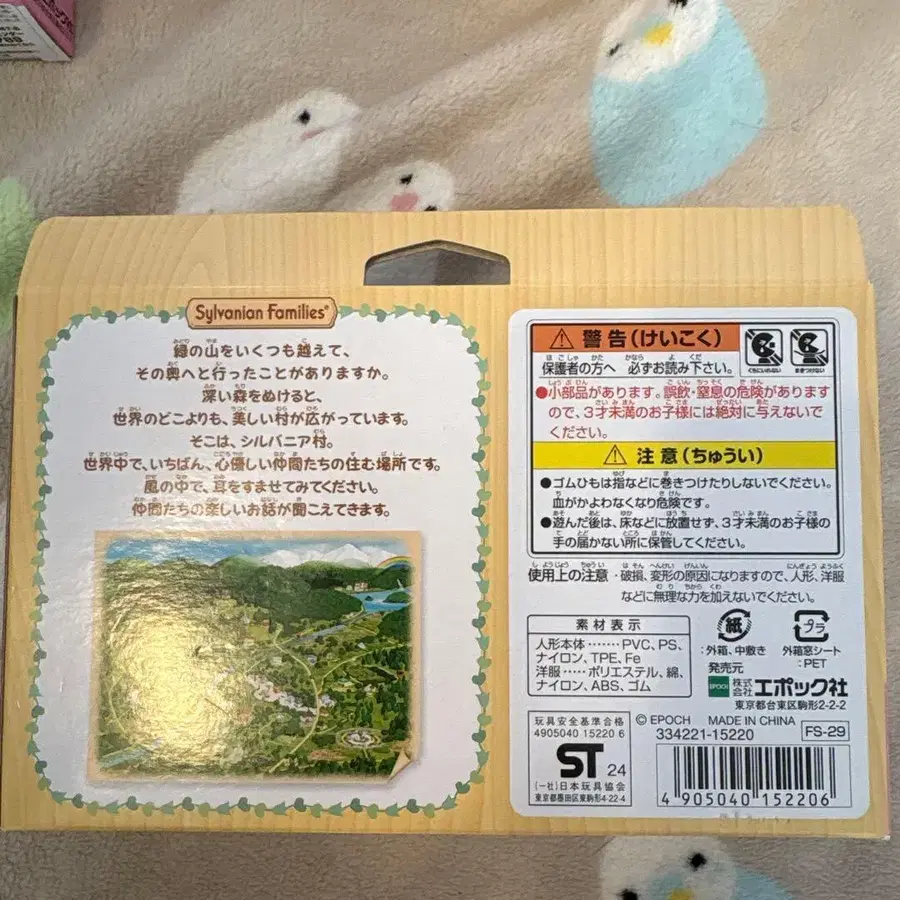 Sylvanian Families
緑の山をいくつも越えて、
その奥へと行ったことがありますか。
深い森をぬけると、
世界のどこよりも、美しい村が広がっています。
そこは、シルバニア村。
世界中で、いちばん、心優しい仲間たちの住む場所です。
風の中で、耳をすませてみてください。
仲間たちの楽しいお話が聞こえてきます。
警告(けいこく)
保護者の方へ 必ずお読み下さい。
●小部品があります。誤飲・窒息の危険があります
ので、3才未満のお子様には絶対に与えないで
ください。
注意(ちゅうい)
●ゴムひもは指などに巻きつけたりしないでください。
血がかよわなくなり危険です。
●遊んだ後は、床などに放置せず、3才未満のお子様の
手の届かない所に保管してください。
使用上の注意・破損、変形の原因になりますので、人形、洋服
などに無理な力を加えないでください。
素材表示
人形本体‥‥‥PVC, PS,
ナイロン, TPE, Fe
洋服‥‥‥ポリエステル, 綿,
ナイロン, ABS, ゴム
紙
:外箱、中敷き
プラ
外箱窓シート
:PET
発売元
EPOCH 株式会社エポック社
東京都台東区駒形2-2-2
玩具安全基準合格
4905040 15220 6
ST 24
(一社)日本玩具協会
東京都墨田区東駒形4-22-4
© EPOCH MADE IN CHINA
334221-15220
FS-29
4 905040 152206